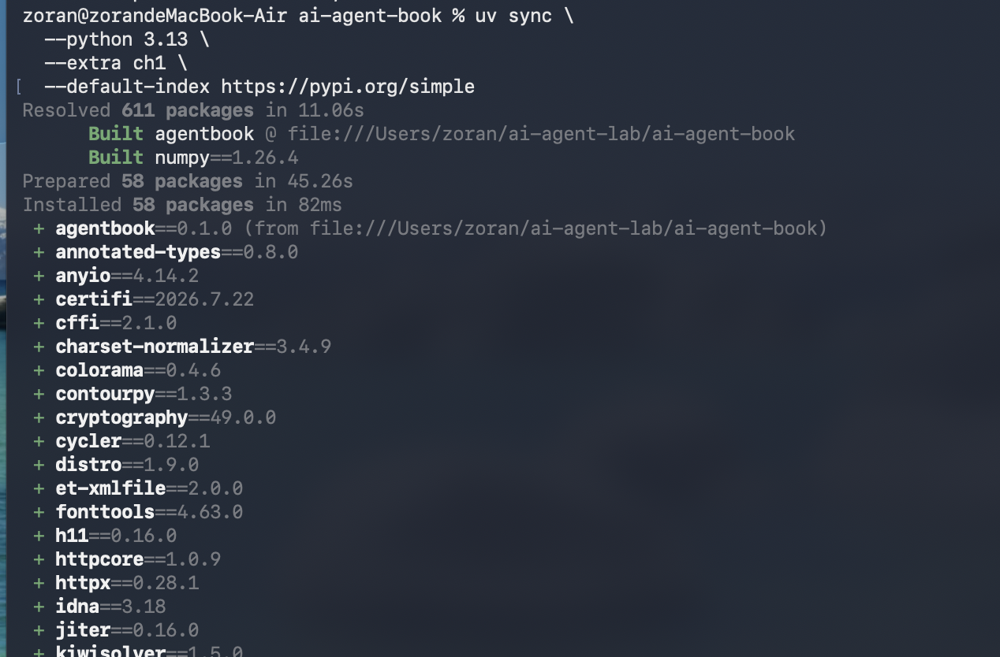 zoran@zorandeMacBook-Air ai-agent-book % uv sync \
  --python 3.13 \
  --extra ch1 \
[  --default-index https://pypi.org/simple
Resolved 611 packages in 11.06s
      Built agentbook @ file:///Users/zoran/ai-agent-lab/ai-agent-book
      Built numpy==1.26.4
Prepared 58 packages in 45.26s
Installed 58 packages in 82ms
 + agentbook==0.1.0 (from file:///Users/zoran/ai-agent-lab/ai-agent-book)
 + annotated-types==0.8.0
 + anyio==4.14.2
 + certifi==2026.7.22
 + cffi==2.1.0
 + charset-normalizer==3.4.9
 + colorama==0.4.6
 + contourpy==1.3.3
 + cryptography==49.0.0
 + cycler==0.12.1
 + distro==1.9.0
 + et-xmlfile==2.0.0
 + fonttools==4.63.0
 + h11==0.16.0
 + httpcore==1.0.9
 + httpx==0.28.1
 + idna==3.18
 + jiter==0.16.0
 + kiwisolver==1.5.0